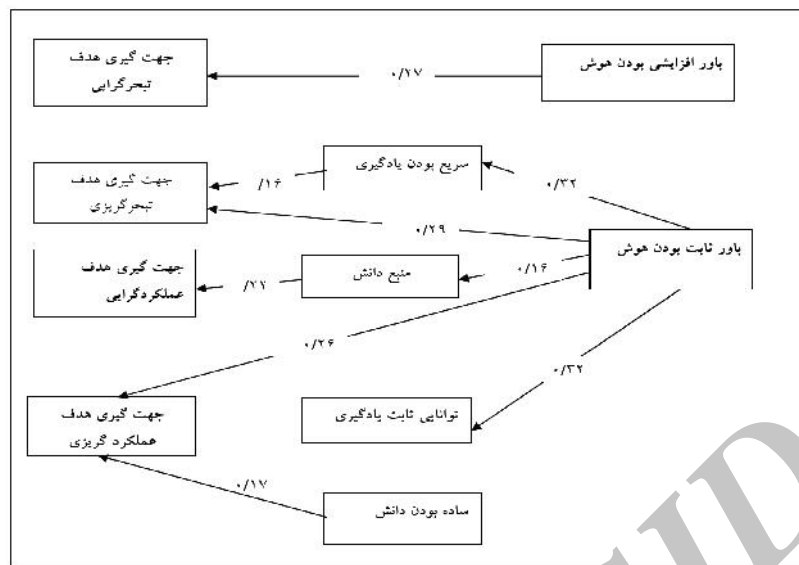 جهت گیری هدف
تبحرگرایی
۰/۲۷
باور افزایشی بودن هوش
جهت گیری هدف
تبحرگریزی
/۱۶
سریع بودن یادگیری
۰/۳۲
۰/۲۹
باور ثابت بودن هوش
جهت گیری هدف
عملکردگرایی
/۲۲
منبع دانش
۰/۱۶
۰/۲۶
جهت گیری هدف
عملکرد گریزی
توانایی ثابت یادگیری
۰/۳۲
۰/۱۷
ساده بودن دانش